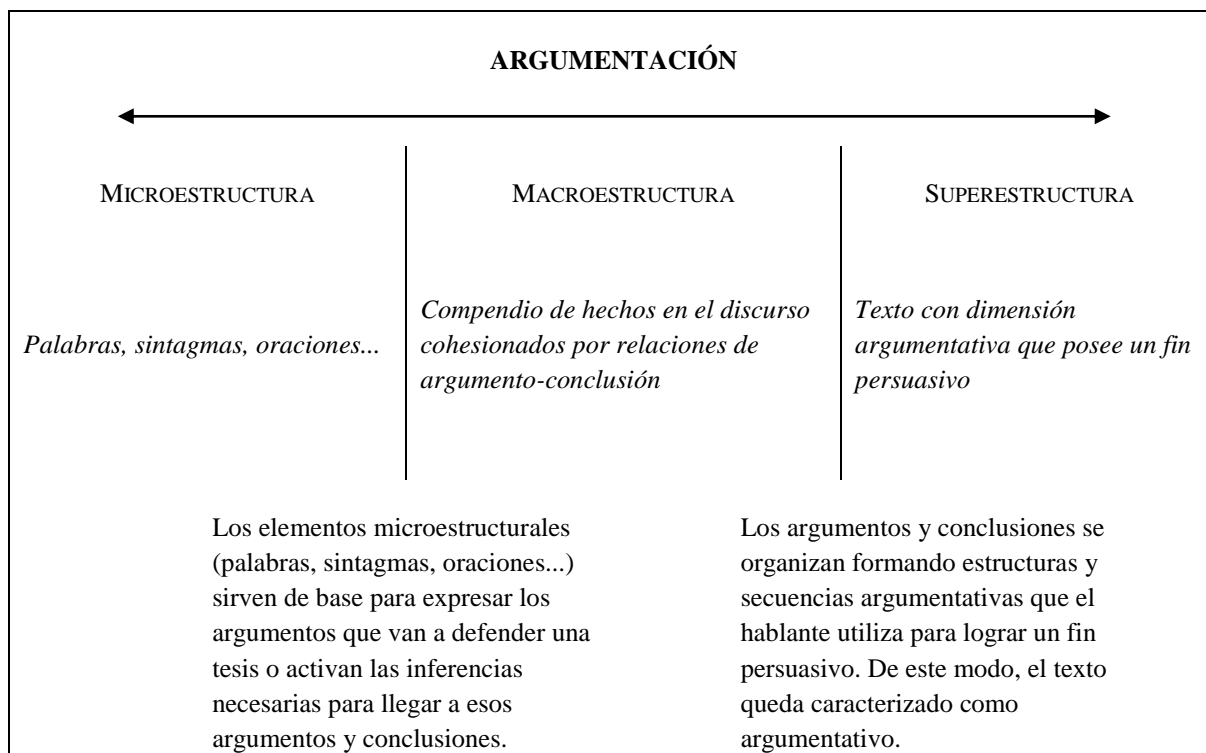 ARGUMENTACIÓN
MICROESTRUCTURA
MACROESTRUCTURA
SUPERESTRUCTURA
Palabras, sintagmas, oraciones...
Compendio de hechos en el discurso
cohesionados por relaciones de
argumento-conclusión
Texto con dimensión
argumentativa que posee un fin
persuasivo
Los elementos microestructurales
(palabras, sintagmas, oraciones...)
sirven de base para expresar los
argumentos que van a defender una
tesis o activan las inferencias
necesarias para llegar a esos
argumentos y conclusiones.
Los argumentos y conclusiones se
organizan formando estructuras y
secuencias argumentativas que el
hablante utiliza para lograr un fin
persuasivo. De este modo, el texto
queda caracterizado como
argumentativo.